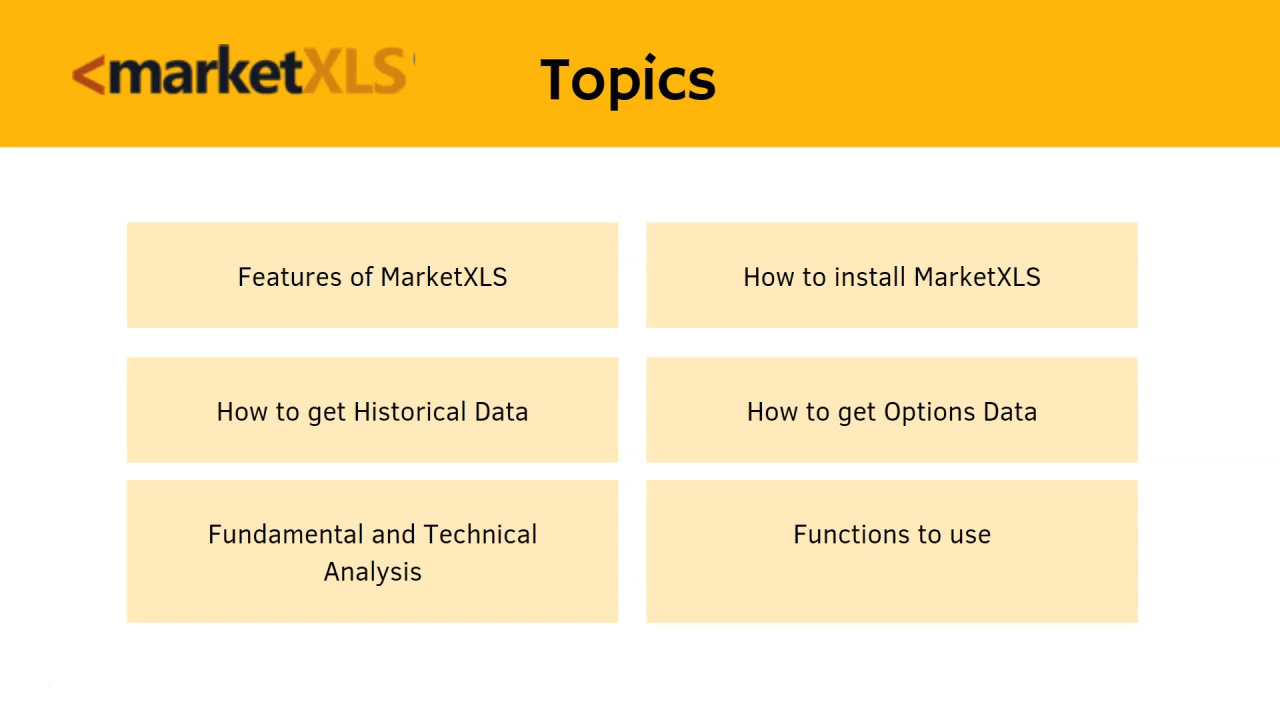 <marketXLS
Topics
Features of MarketXLS
How to install MarketXLS
How to get Historical Data
How to get Options Data
Fundamental and Technical
Analysis
Functions to use